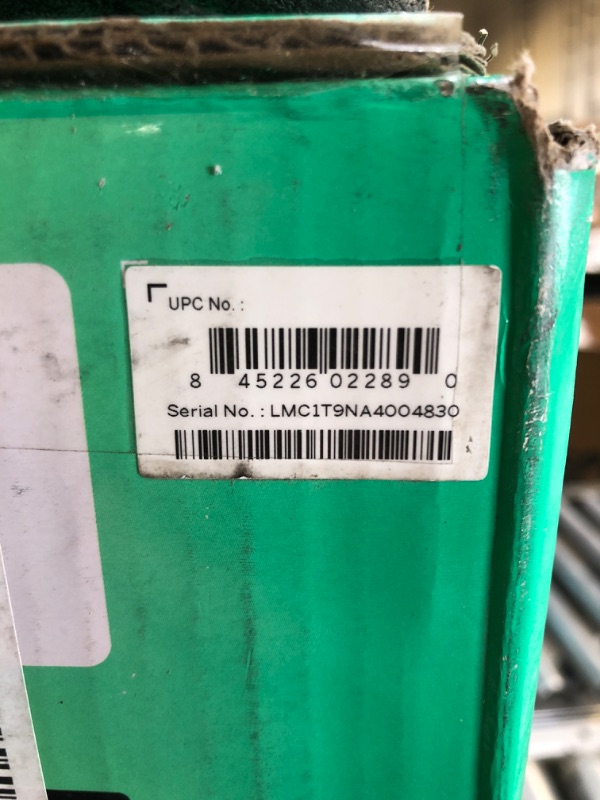 UPC No. :
8 45226 02289 0
Serial No. : LMC1T9NA4004830